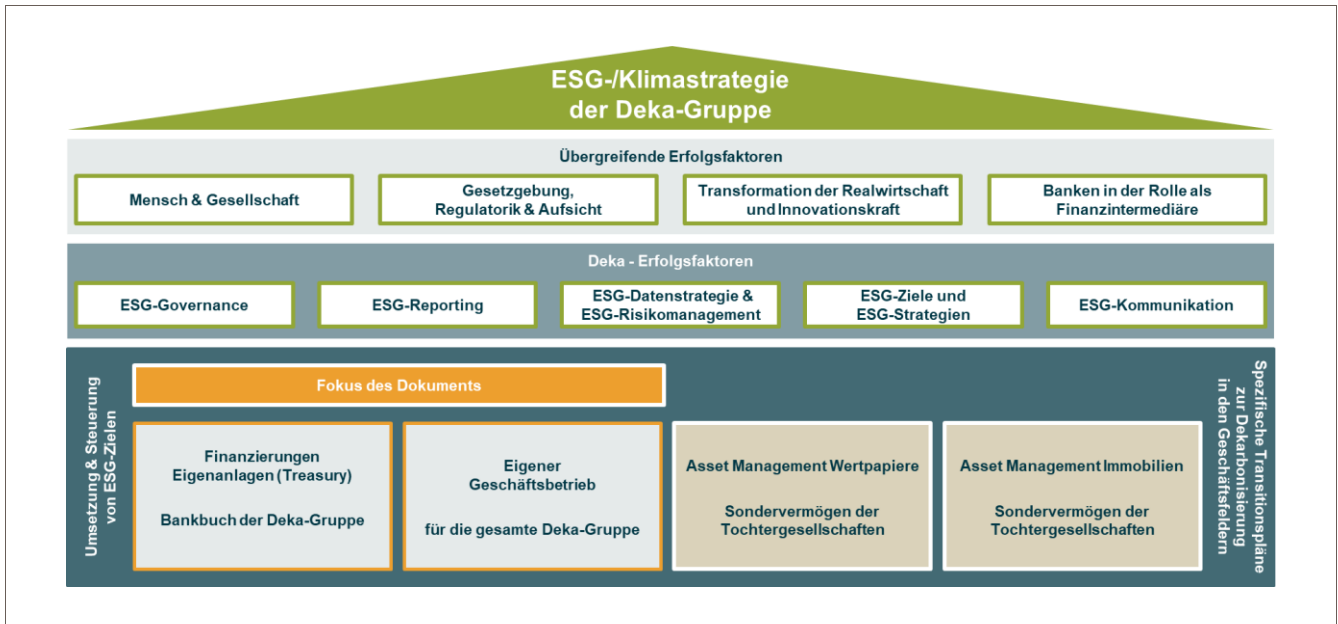 ESG-/Klimastrategie
der Deka-Gruppe
Übergreifende Erfolgsfaktoren
Mensch & Gesellschaft
Gesetzgebung,
Regulatorik & Aufsicht
Transformation der Realwirtschaft
und Innovationskraft
Banken in der Rolle als
Finanzintermediäre
Deka - Erfolgsfaktoren
ESG-Governance
ESG-Reporting
ESG-Datenstrategie &
ESG-Risikomanagement
ESG-Ziele und
ESG-Strategien
ESG-Kommunikation
Umsetzung & Steuerung
von ESG-Zielen
Fokus des Dokuments
Finanzierungen
Eigenanlagen (Treasury)
Bankbuch der Deka-Gruppe
Eigener
Geschäftsbetrieb
für die gesamte Deka-Gruppe
Asset Management Wertpapiere
Sondervermögen der
Tochtergesellschaften
Asset Management Immobilien
Sondervermögen der
Tochtergesellschaften
Spezifische Transitionspläne
zur Dekarbonisierung
in den Geschäftsfeldern